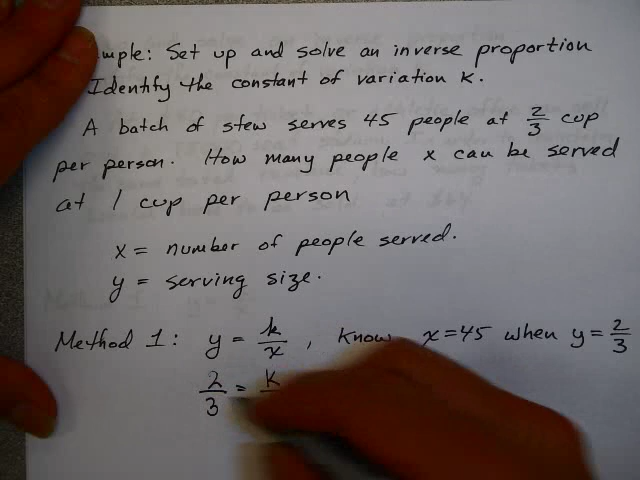 mple: Set up and solve an inverse proportion
Identify the constant of variation k.
A batch of stew serves 45 people at 2/3 cup
per person. How many people x can be served
at 1 cup per person
x = number of people served.
y = serving size.
Method 1: y = k/x, Know x=45 when y = 2/3
2/3 = k